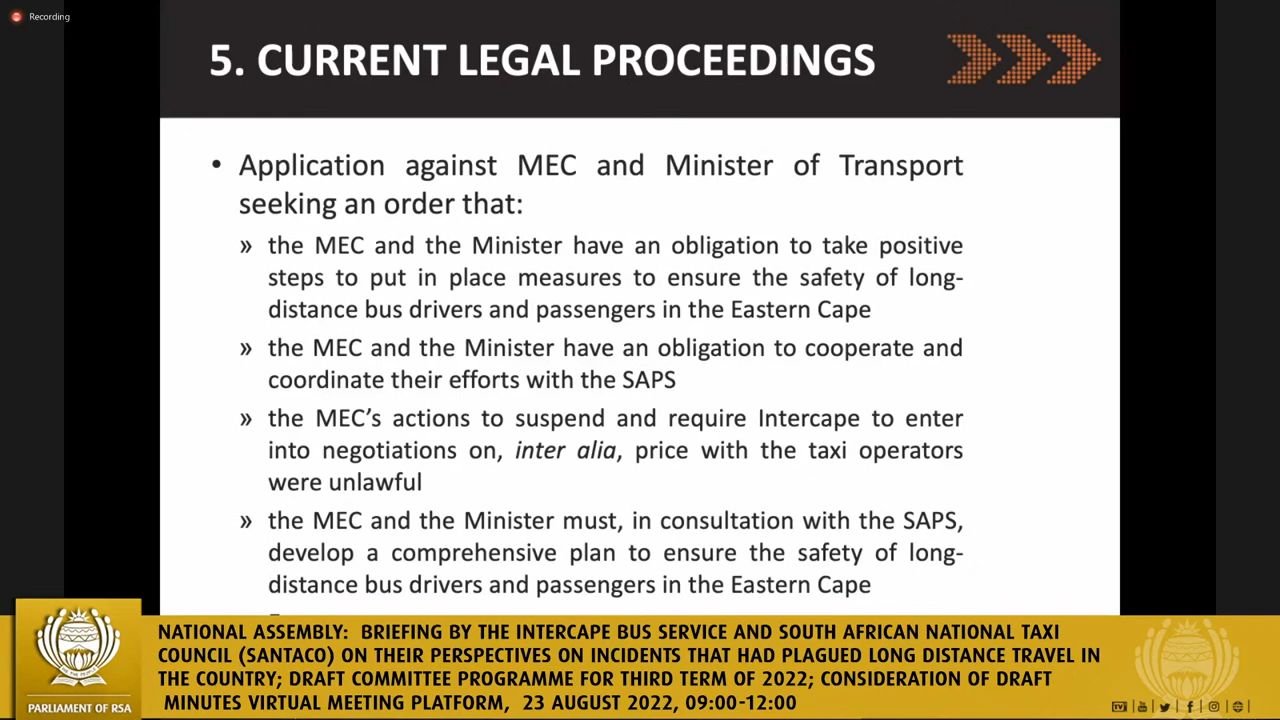 Recording
5. CURRENT LEGAL PROCEEDINGS
• Application against MEC and Minister of Transport
seeking an order that:
» the MEC and the Minister have an obligation to take positive
steps to put in place measures to ensure the safety of long-
distance bus drivers and passengers in the Eastern Cape
» the MEC and the Minister have an obligation to cooperate and
coordinate their efforts with the SAPS
» the MEC’s actions to suspend and require Intercape to enter
into negotiations on, inter alia, price with the taxi operators
were unlawful
» the MEC and the Minister must, in consultation with the SAPS,
develop a comprehensive plan to ensure the safety of long-
distance bus drivers and passengers in the Eastern Cape
NATIONAL ASSEMBLY: BRIEFING BY THE INTERCAPE BUS SERVICE AND SOUTH AFRICAN NATIONAL TAXI
COUNCIL (SANTACO) ON THEIR PERSPECTIVES ON INCIDENTS THAT HAD PLAGUED LONG DISTANCE TRAVEL IN
THE COUNTRY; DRAFT COMMITTEE PROGRAMME FOR THIRD TERM OF 2022; CONSIDERATION OF DRAFT
MINUTES VIRTUAL MEETING PLATFORM, 23 AUGUST 2022, 09:00-12:00
PARLIAMENT OF RSA